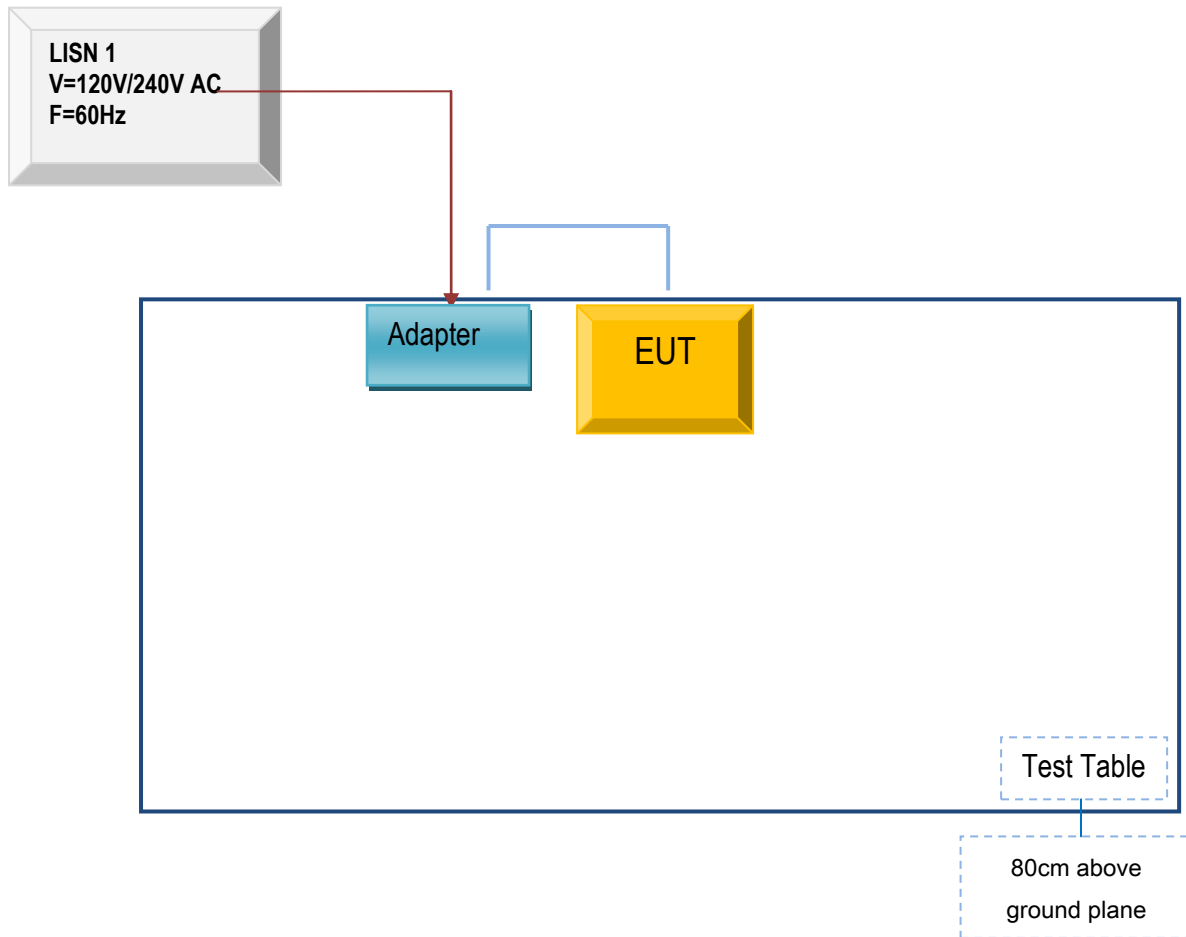 LISN 1
V=120V/240V AC
F=60Hz
Adapter
EUT
Test Table
80cm above
ground plane